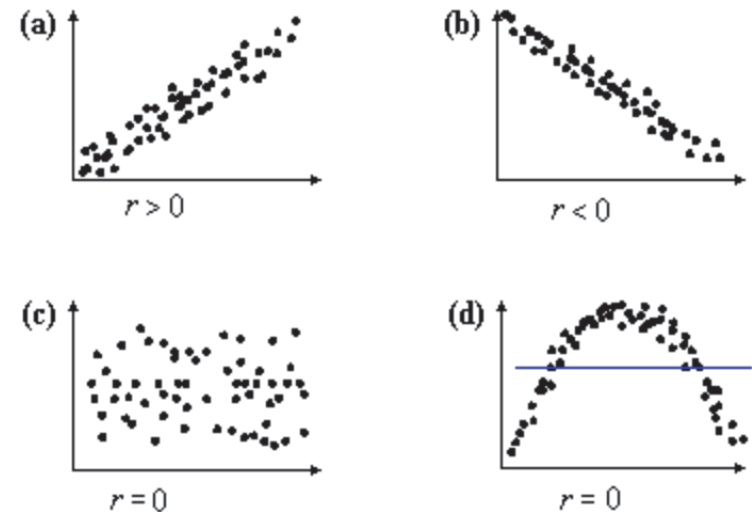 (a)
(b)
r > 0
r < 0
(c)
(d)
r = 0
r = 0